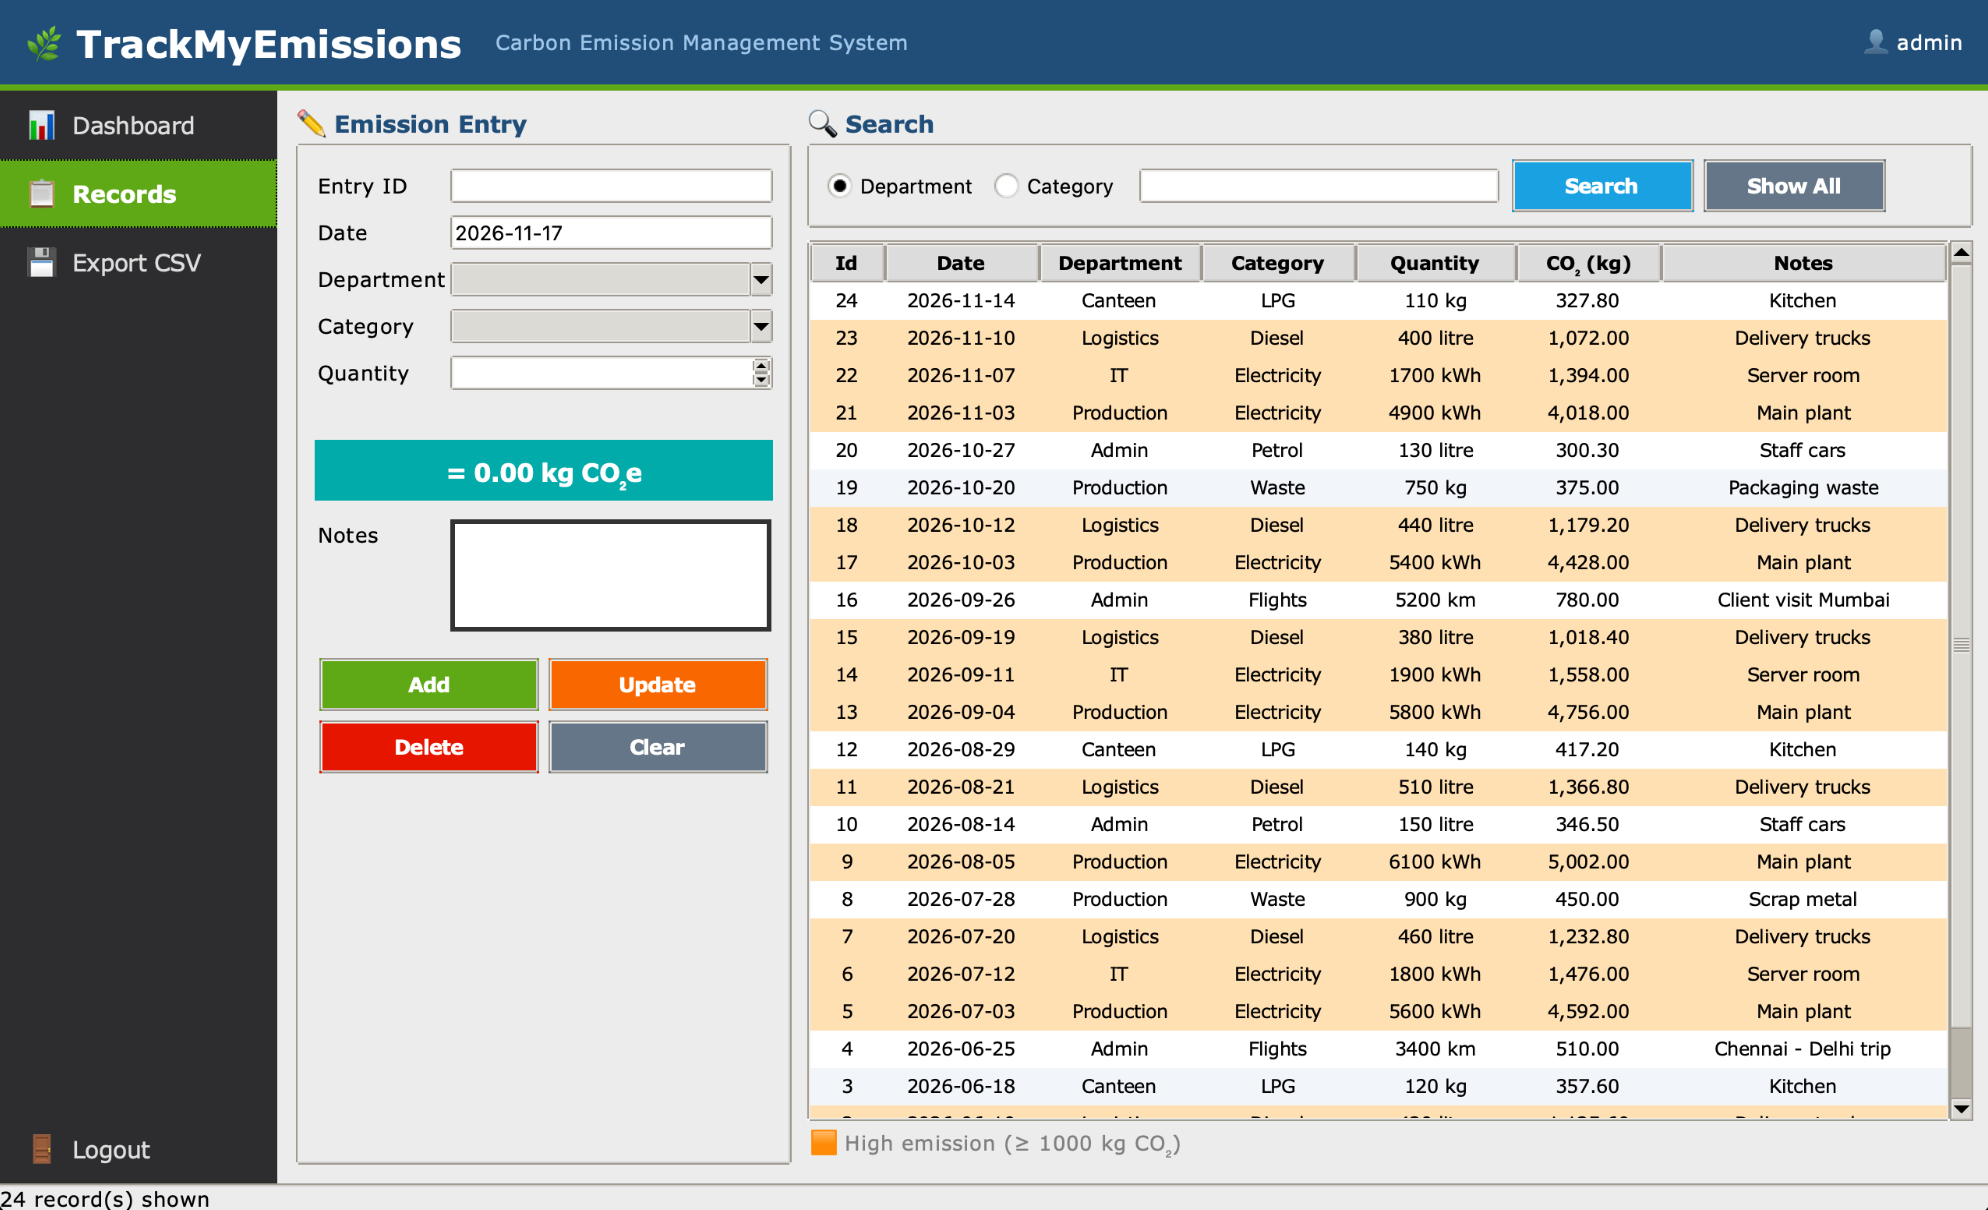 TrackMyEmissions Carbon Emission Management System admin
Dashboard
Records
Export CSV
Logout
Emission Entry
Entry ID
Date 2026-11-17
Department
Category
Quantity
= 0.00 kg CO₂e
Notes
Add Update
Delete Clear
Search
Department Category Search Show All
Id Date Department Category Quantity CO₂ (kg) Notes
24 2026-11-14 Canteen LPG 110 kg 327.80 Kitchen
23 2026-11-10 Logistics Diesel 400 litre 1,072.00 Delivery trucks
22 2026-11-07 IT Electricity 1700 kWh 1,394.00 Server room
21 2026-11-03 Production Electricity 4900 kWh 4,018.00 Main plant
20 2026-10-27 Admin Petrol 130 litre 300.30 Staff cars
19 2026-10-20 Production Waste 750 kg 375.00 Packaging waste
18 2026-10-12 Logistics Diesel 440 litre 1,179.20 Delivery trucks
17 2026-10-03 Production Electricity 5400 kWh 4,428.00 Main plant
16 2026-09-26 Admin Flights 5200 km 780.00 Client visit Mumbai
15 2026-09-19 Logistics Diesel 380 litre 1,018.40 Delivery trucks
14 2026-09-11 IT Electricity 1900 kWh 1,558.00 Server room
13 2026-09-04 Production Electricity 5800 kWh 4,756.00 Main plant
12 2026-08-29 Canteen LPG 140 kg 417.20 Kitchen
11 2026-08-21 Logistics Diesel 510 litre 1,366.80 Delivery trucks
10 2026-08-14 Admin Petrol 150 litre 346.50 Staff cars
9 2026-08-05 Production Electricity 6100 kWh 5,002.00 Main plant
8 2026-07-28 Production Waste 900 kg 450.00 Scrap metal
7 2026-07-20 Logistics Diesel 460 litre 1,232.80 Delivery trucks
6 2026-07-12 IT Electricity 1800 kWh 1,476.00 Server room
5 2026-07-03 Production Electricity 5600 kWh 4,592.00 Main plant
4 2026-06-25 Admin Flights 3400 km 510.00 Chennai - Delhi trip
3 2026-06-18 Canteen LPG 120 kg 357.60 Kitchen
High emission (≥ 1000 kg CO₂)
24 record(s) shown